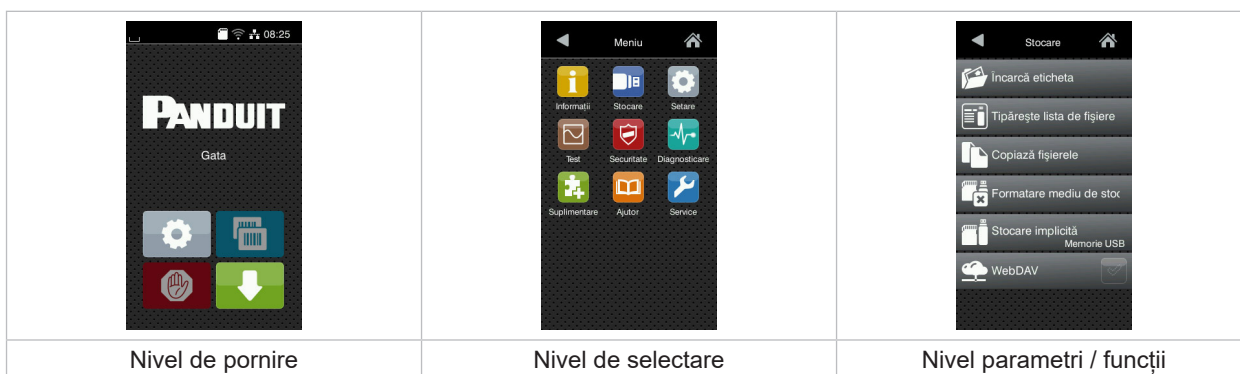 08:25
PANDUIT
Gata
Nivel de pornire
Meniu
Informații Stocare Setare
Test Securitate Diagnosticare
Suplimentare Ajutor Service
Nivel de selectare
Stocare
Încarcă eticheta
Tipărește lista de fișiere
Copiază fișierele
Formatare mediu de stoc
Stocare implicită
Memorie USB
WebDAV
Nivel parametri / funcții